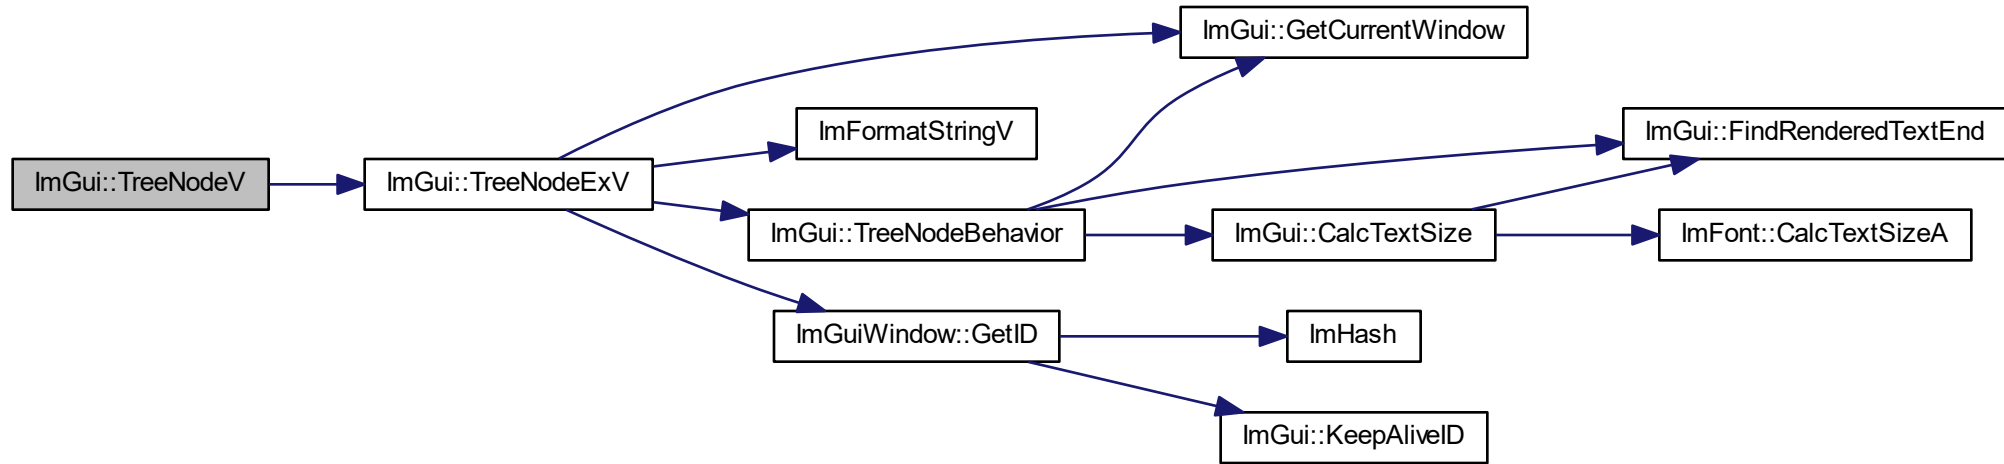 ImGui::TreeNodeV
ImGui::TreeNodeExV
ImGui::GetCurrentWindow
ImFormatStringV
ImGui::TreeNodeBehavior
ImGuiWindow::GetID
ImGui::FindRenderedTextEnd
ImGui::CalcTextSize
ImFont::CalcTextSizeA
ImHash
ImGui::KeepAliveID